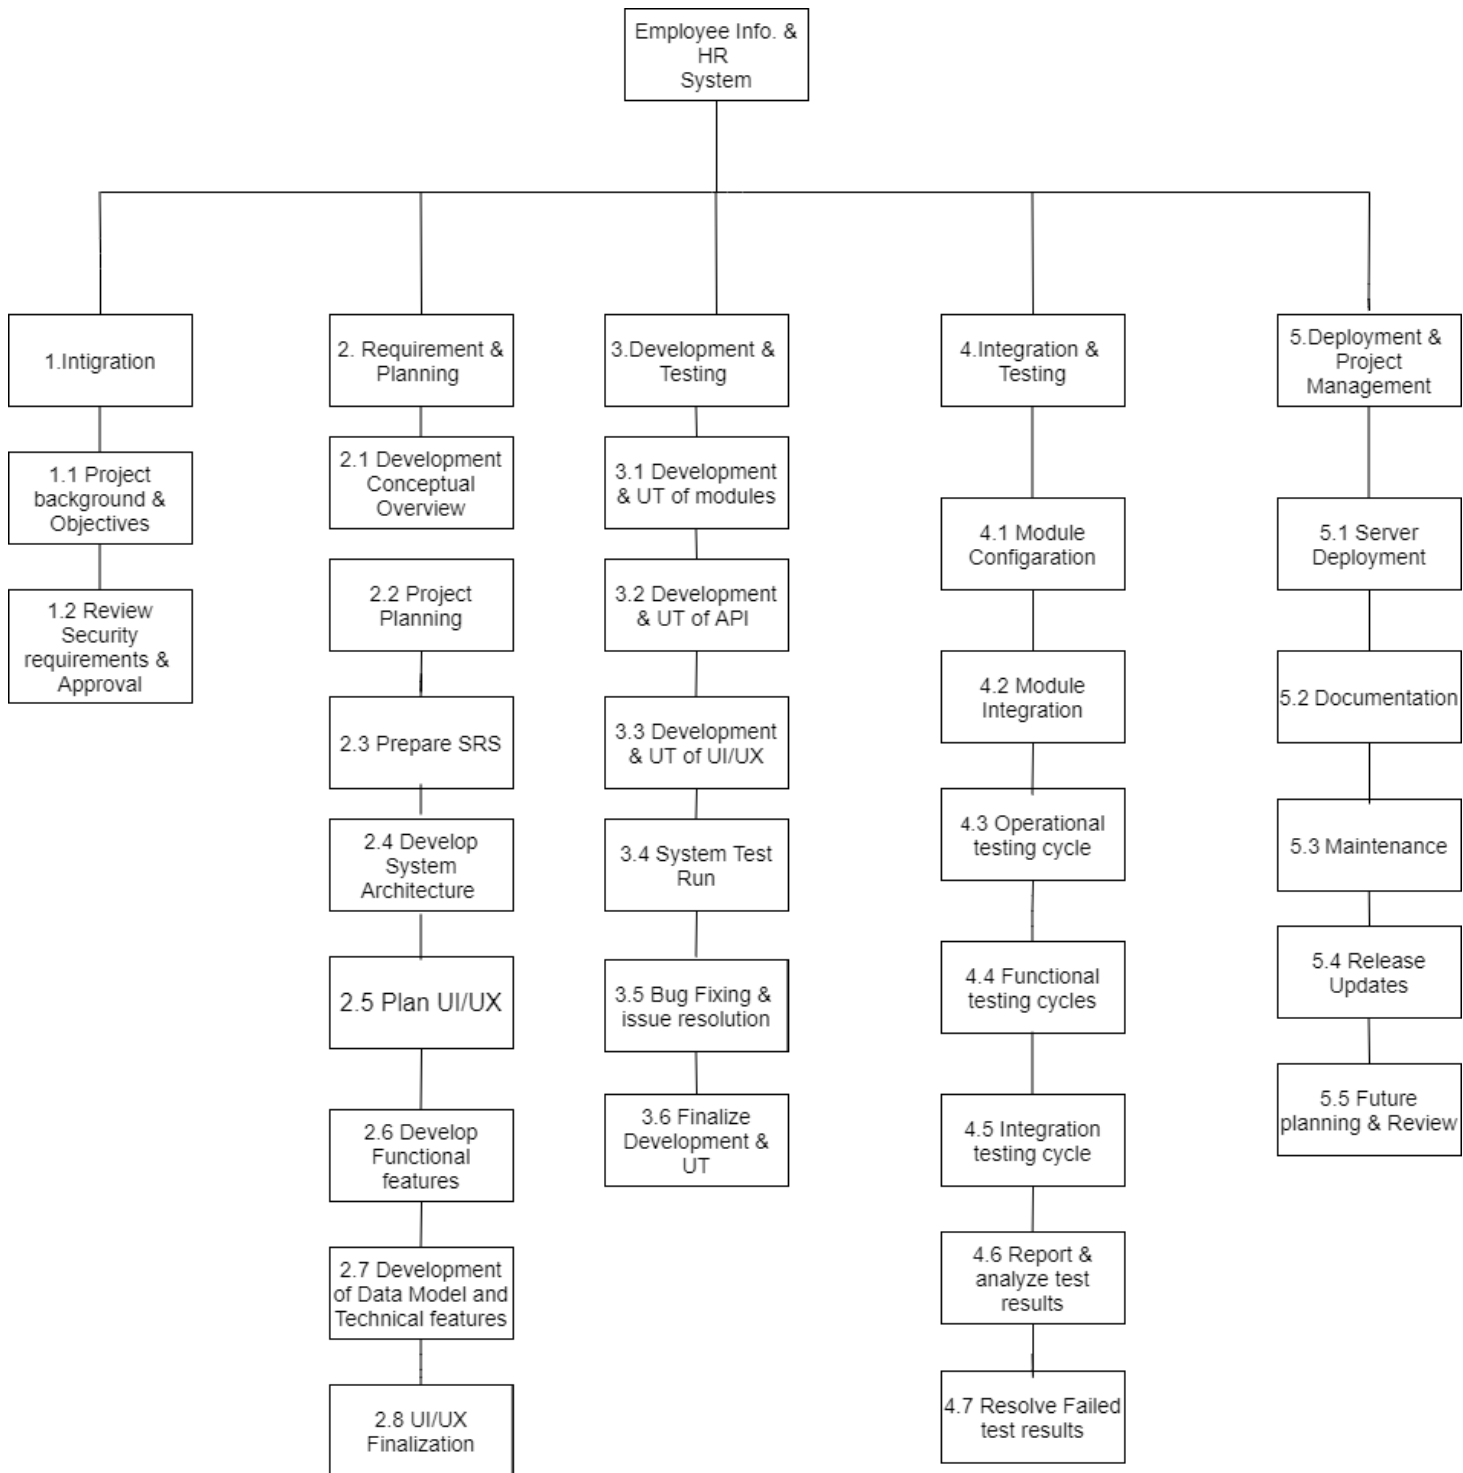 Employee Info. &
HR
System
1.Intigration
1.1 Project
background &
Objectives
1.2 Review
Security
requirements &
Approval
2. Requirement &
Planning
2.1 Development
Conceptual
Overview
2.2 Project
Planning
2.3 Prepare SRS
2.4 Develop
System
Architecture
2.5 Plan UI/UX
2.6 Develop
Functional
features
2.7 Development
of Data Model and
Technical features
2.8 UI/UX
Finalization
3.Development &
Testing
3.1 Development
& UT of modules
3.2 Development
& UT of API
3.3 Development
& UT of UI/UX
3.4 System Test
Run
3.5 Bug Fixing &
issue resolution
3.6 Finalize
Development &
UT
4.Integration &
Testing
4.1 Module
Configaration
4.2 Module
Integration
4.3 Operational
testing cycle
4.4 Functional
testing cycles
4.5 Integration
testing cycle
4.6 Report &
analyze test
results
4.7 Resolve Failed
test results
5.Deployment &
Project
Management
5.1 Server
Deployment
5.2 Documentation
5.3 Maintenance
5.4 Release
Updates
5.5 Future
planning & Review